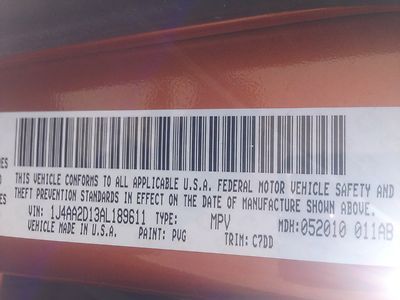 THIS VEHICLE CONFORMS TO ALL APPLICABLE U.S.A. FEDERAL MOTOR VEHICLE SAFETY AND
THEFT PREVENTION STANDARDS IN EFFECT ON THE DATE OF MANUFACTURE SHOWN ABOVE.
VIN: 1J4AA2D13AL189611 TYPE: MPV MDH: 052010 011AB
VEHICLE MADE IN U.S.A. PAINT: PVG TRIM: C7DD